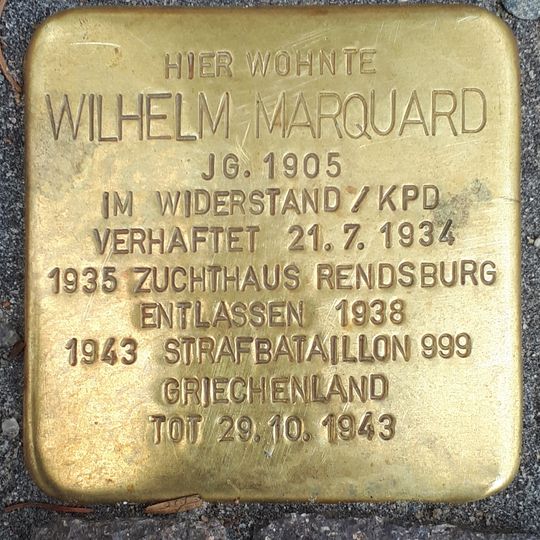 HIER WOHNTE
WILHELM MARQUARD
JG. 1905
IM WIDERSTAND / KPD
VERHAFTET 21. 7. 1934
1935 ZUCHTHAUS RENDSBURG
ENTLASSEN 1938
1943 STRAFBATAILLON 999
GRIECHENLAND
TOT 29. 10. 1943